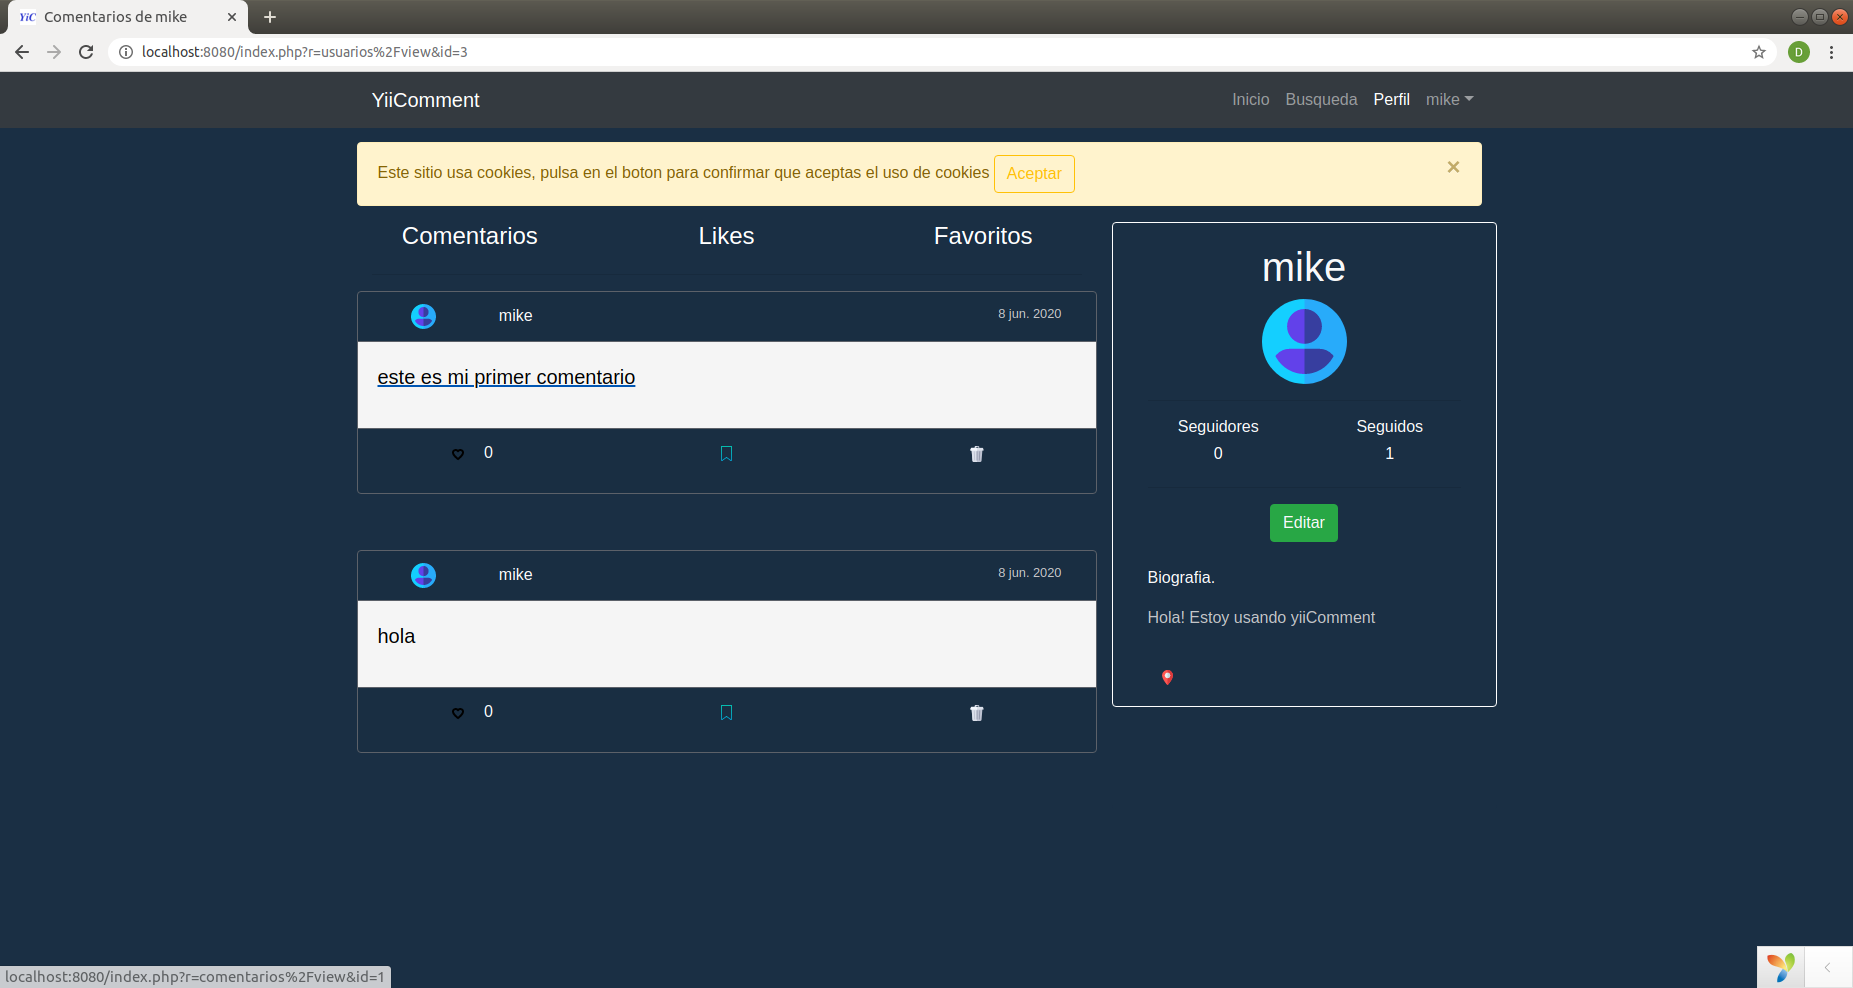 YiC Comentarios de mike
localhost:8080/index.php?r=usuarios%2Fview&id=3
D
YiiComment
Inicio Busqueda Perfil mike
Este sitio usa cookies, pulsa en el boton para confirmar que aceptas el uso de cookies Aceptar
Comentarios Likes Favoritos
mike 8 jun. 2020
este es mi primer comentario
0
mike 8 jun. 2020
hola
0
mike
Seguidores Seguidos
0 1
Editar
Biografia.
Hola! Estoy usando yiiComment
localhost:8080/index.php?r=comentarios%2Fview&id=1